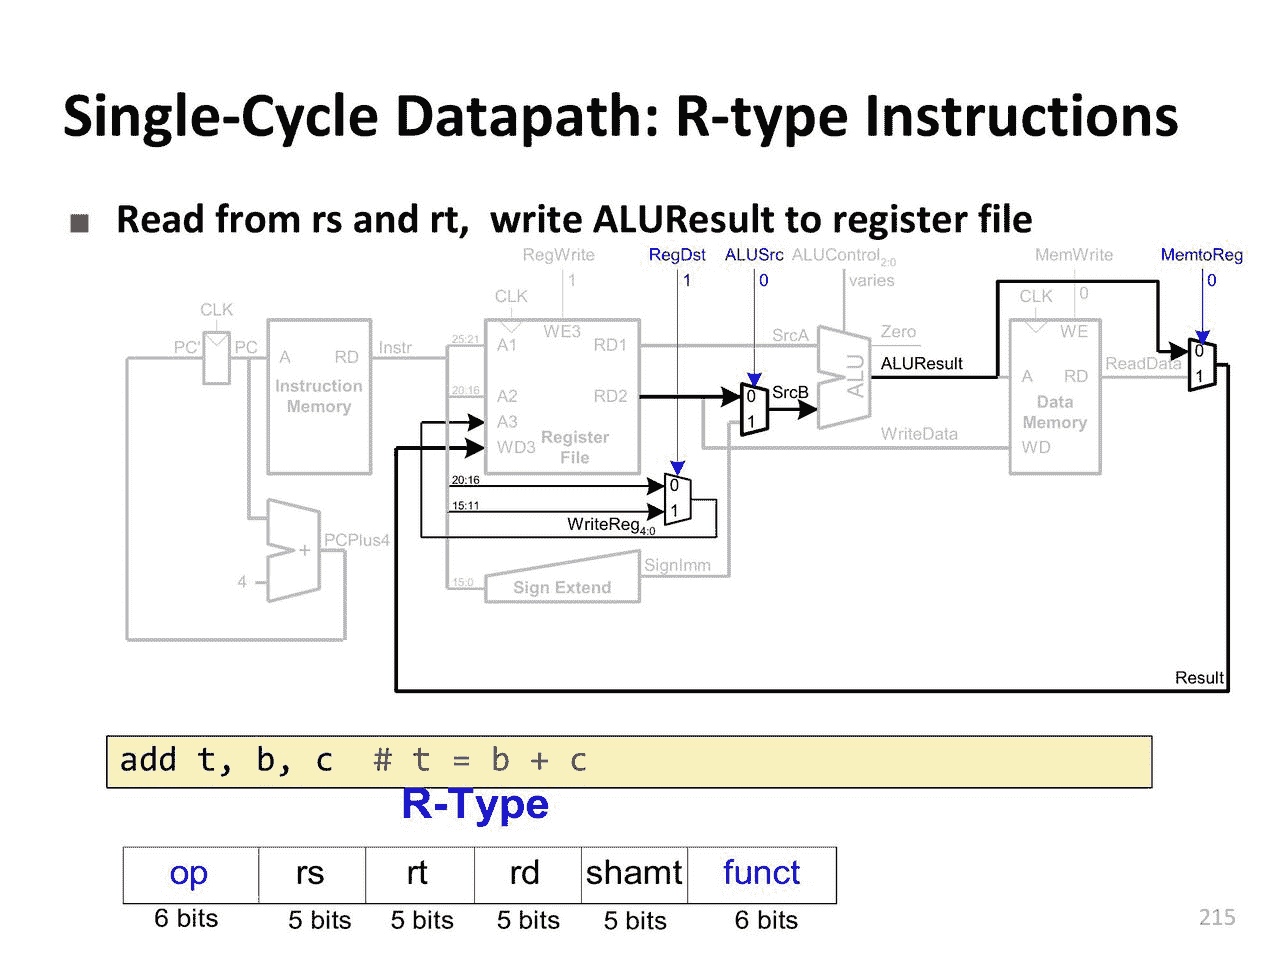 Single-Cycle Datapath: R-type Instructions
Read from rs and rt, write ALUResult to register file
RegWrite RegDst ALUSrc ALUControl2:0 MemWrite MemtoReg
1 1 0 varies 0 0
CLK CLK CLK
PC' PC
A RD
Instruction
Memory
Instr
25:21
20:16
A1
A2
A3
WD3
WE3
RD1
RD2
Register
File
20:16
15:11
0
1
WriteReg4:0
0
1
SrcA
SrcB
ALU
Zero
ALUResult
WriteData
WE
A RD
Data
Memory
WD
ReadData
0
1
+
PCPlus4
4
15:0
Sign Extend
SignImm
Result
add t, b, c # t = b + c
R-Type
op rs rt rd shamt funct
6 bits 5 bits 5 bits 5 bits 5 bits 6 bits
215